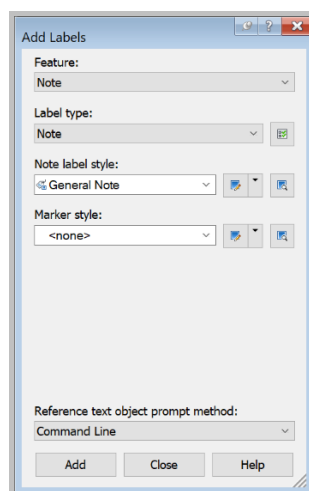 Add Labels
?
Feature:
Note
Label type:
Note
Note label style:
General Note
Marker style:
<none>
Reference text object prompt method:
Command Line
Add Close Help